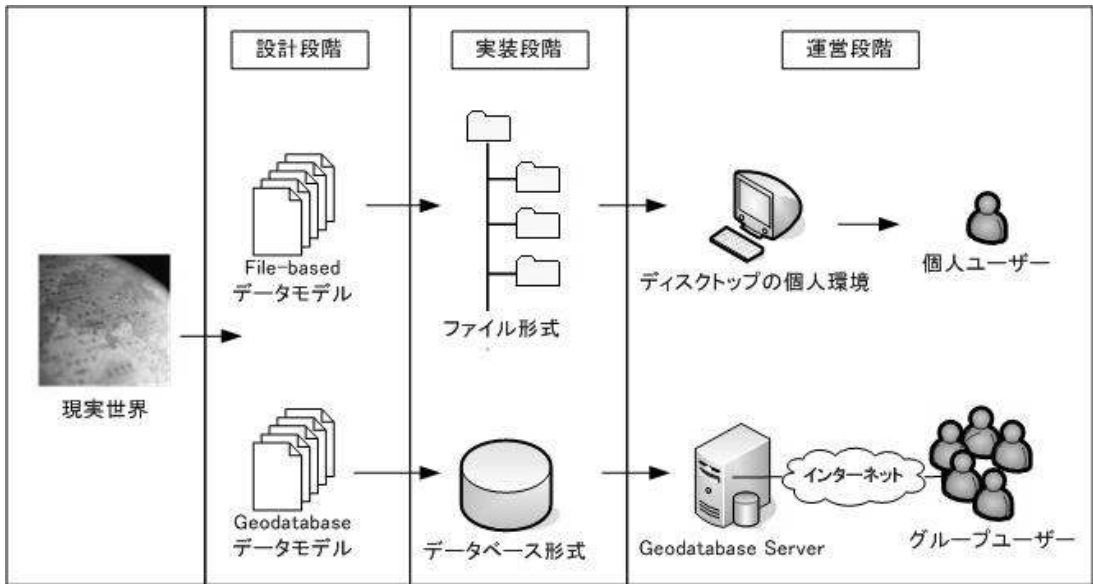 設計段階
実装段階
運営段階
File-based
データモデル
ファイル形式
ディスクトップの個人環境
個人ユーザー
現実世界
Geodatabase
データモデル
データベース形式
Geodatabase Server
インターネット
グループユーザー